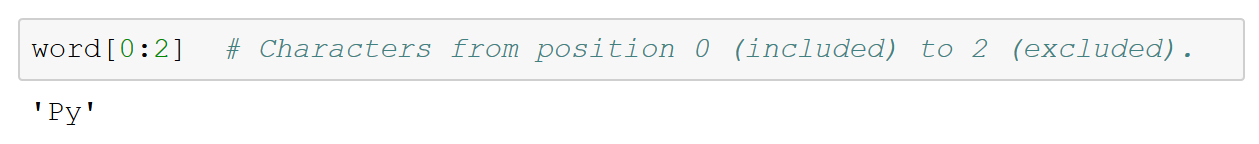 word[0:2]  # Characters from position 0 (included) to 2 (excluded).
'Py'